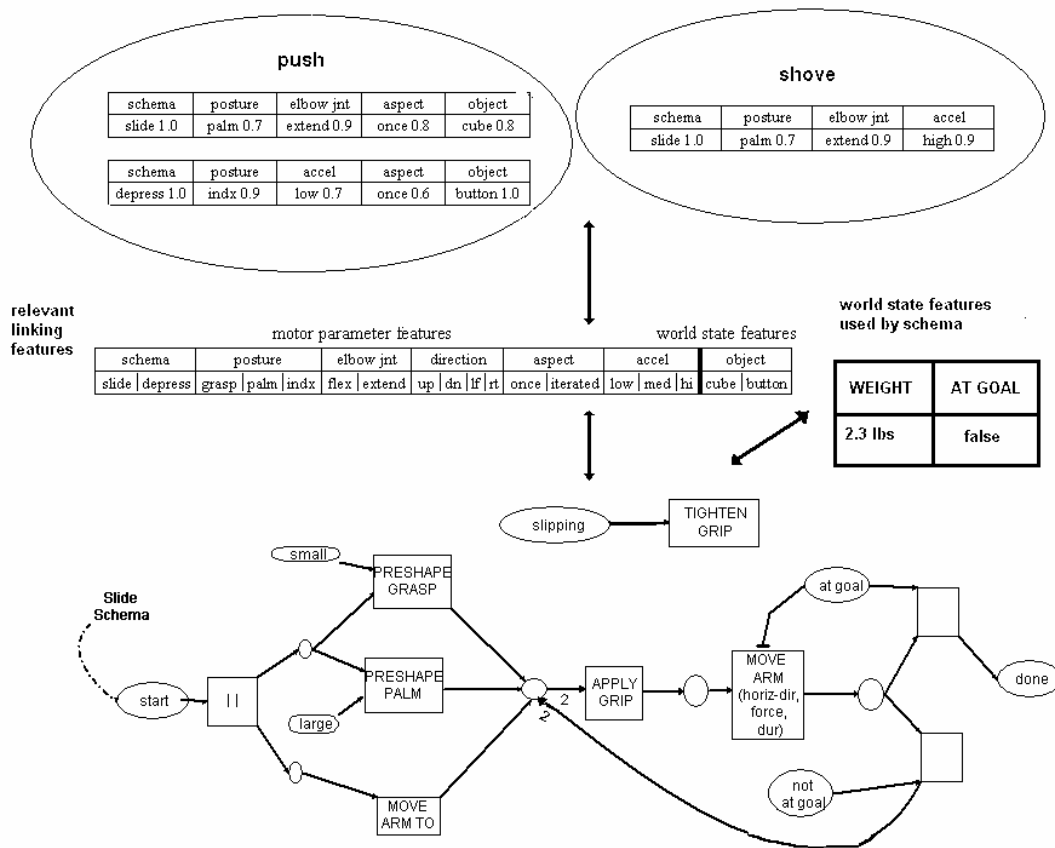 push
schema posture elbow jnt aspect object
slide 1.0 palm 0.7 extend 0.9 once 0.8 cube 0.8
schema posture accel aspect object
depress 1.0 indx 0.9 low 0.7 once 0.6 button 1.0
shove
schema posture elbow jnt accel
slide 1.0 palm 0.7 extend 0.9 high 0.9
relevant
linking
features
motor parameter features
world state features
schema posture elbow jnt direction aspect accel object
slide depress grasp palm indx flex extend up dn lf rt once iterated low med hi cube button
world state features
used by schema
WEIGHT AT GOAL
2.3 lbs false
slipping
TIGHTEN
GRIP
Slide
Schema
start
| |
small
PRESHAPE
GRASP
PRESHAPE
PALM
large
MOVE
ARM TO
2
2
APPLY
GRIP
MOVE
ARM
(horiz-dir,
force,
dur)
at goal
not
at goal
done